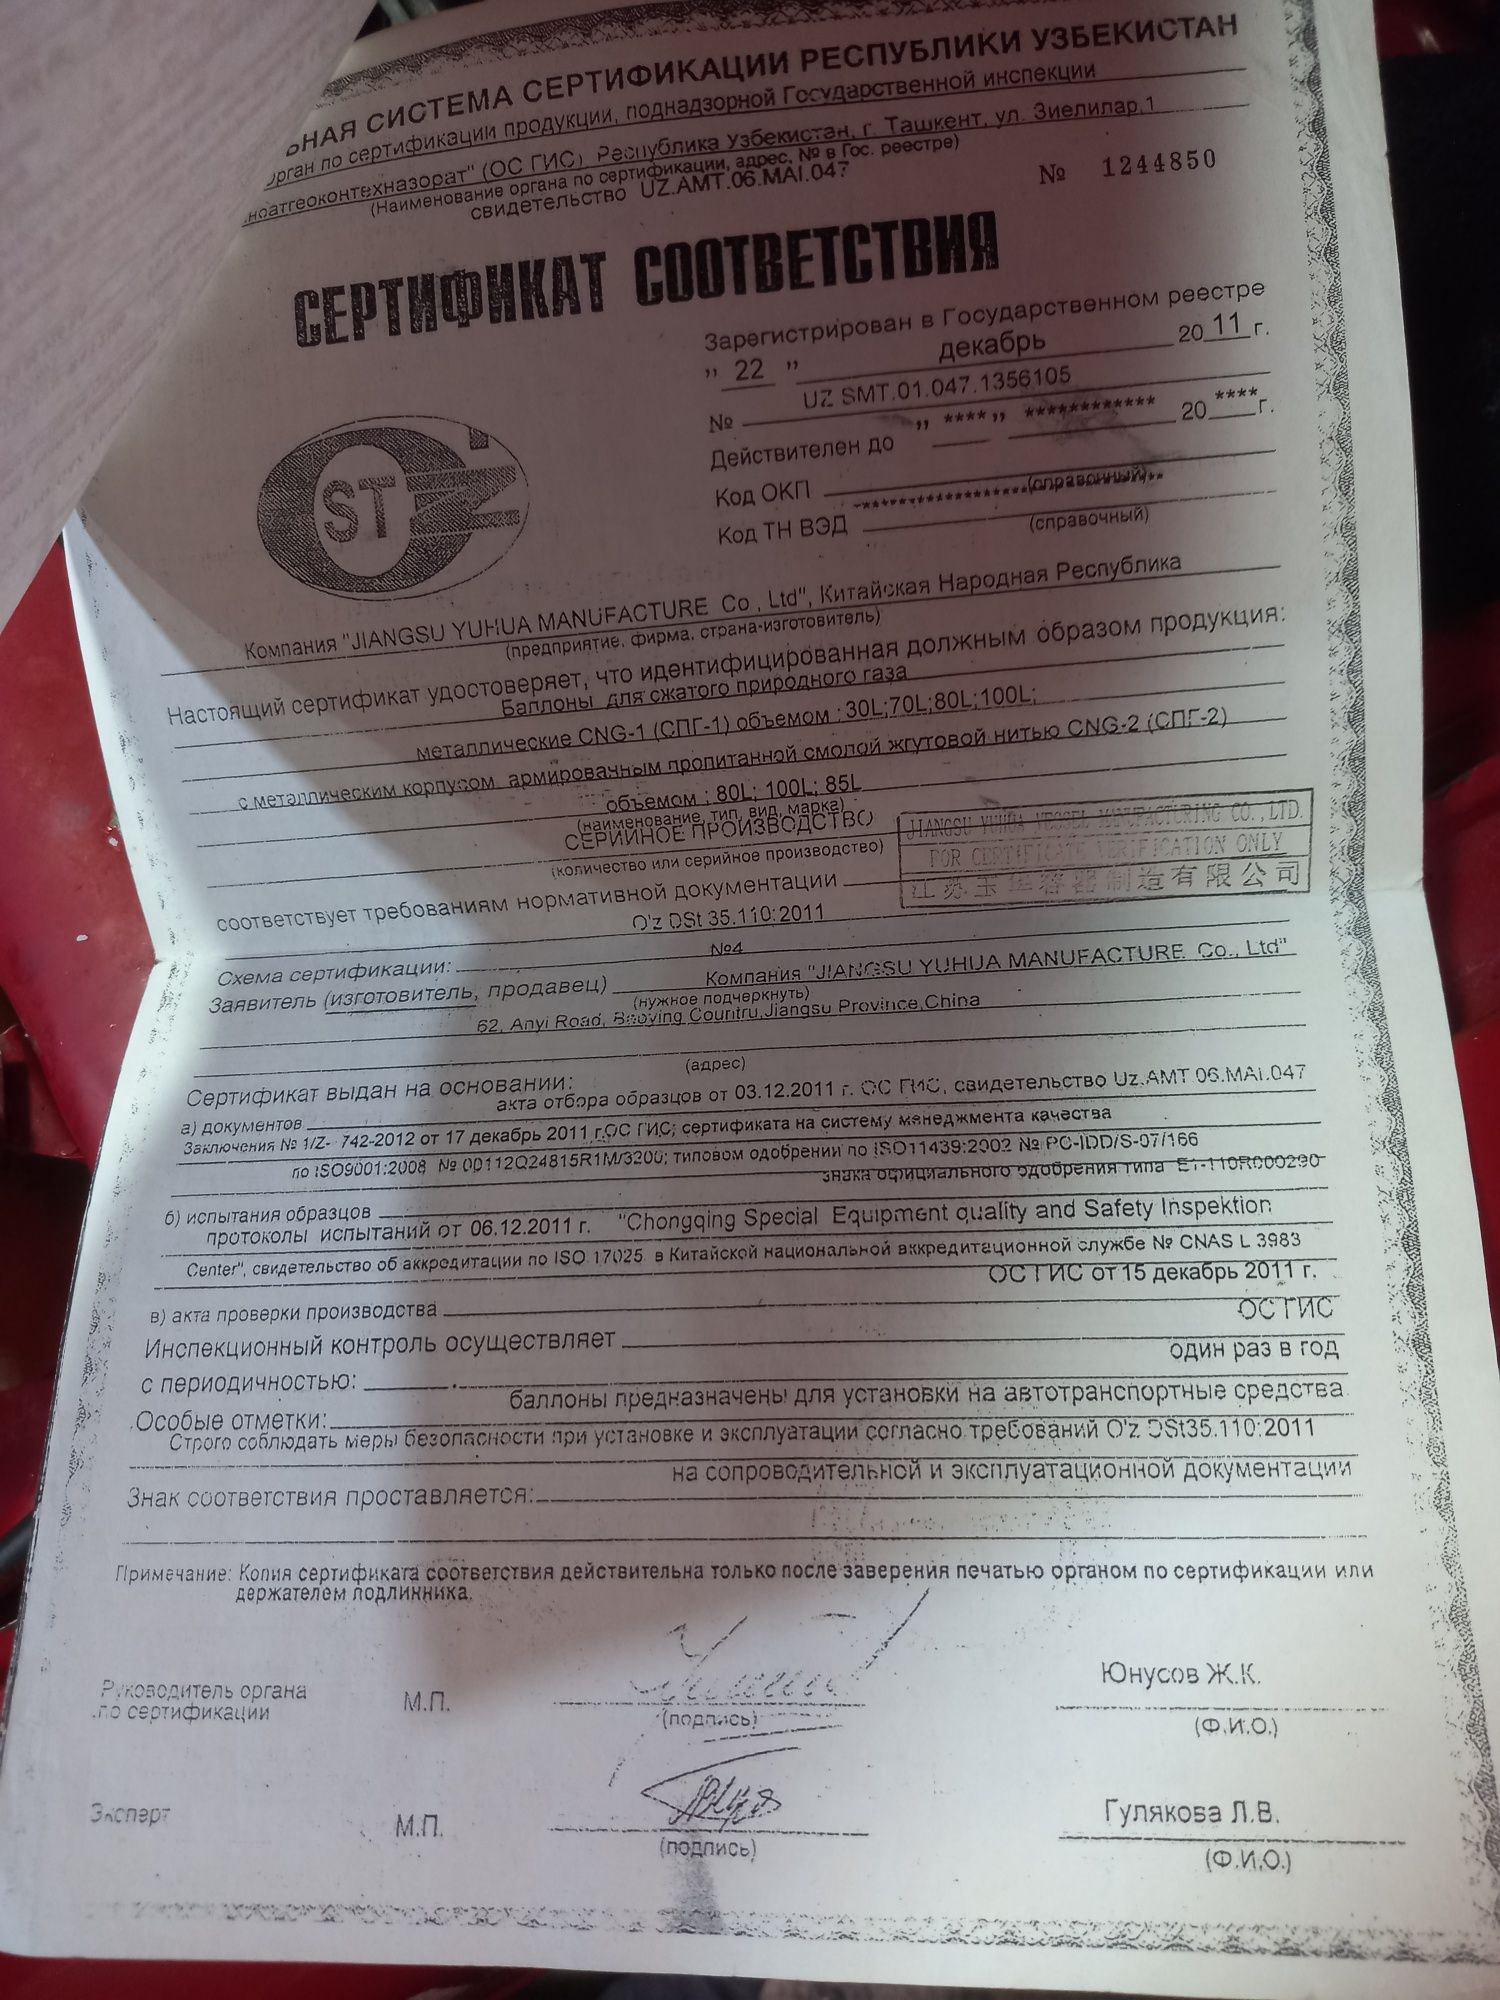 ЬНАЯ СИСТЕМА СЕРТИФИКАЦИИ РЕСПУБЛИКИ УЗБЕКИСТАН
Орган по сертификации продукции, поднадзорной Государственной инспекции
ноатгеоконтехназорат" (ОС ГИС), Республика Узбекистан, г. Ташкент, ул. Зиелилар,1
(Наименование органа по сертификации, адрес, № в Гос. реестре)
свидетельство UZ.AMT.06.MAI.047
№ 1244850
СЕРТИФИКАТ СООТВЕТСТВИЯ
Зарегистрирован в Государственном реестре
" 22 " декабрь 2011 г.
№ UZ SMT.01.047.1356105
Действителен до " **** " ************ 20 **** г.
Код ОКП
(справочный)
Код ТН ВЭД
(справочный)
ST
Компания "JIANGSU YUHUA MANUFACTURE Co , Ltd", Китайская Народная Республика
(предприятие, фирма, страна-изготовитель)
Настоящий сертификат удостоверяет, что идентифицированная должным образом продукция:
Баллоны для сжатого природного газа
металлические CNG-1 (СПГ-1) объемом : 30L;70L;80L;100L;
с металлическим корпусом армированным пропитанной смолой жгутовой нитью CNG-2 (СПГ-2)
объемом ; 80L; 100L; 85L
(наименование, тип, вид, марка)
СЕРИЙНОЕ ПРОИЗВОДСТВО
(количество или серийное производство)
JIANGSU YUHUA VESSEL MANUFACTURING CO.,LTD.
FOR CERTIFICATE VERIFICATION ONLY
江苏玉华容器制造有限公司
соответствует требованиям нормативной документации
O'z DSt 35.110:2011
Схема сертификации: №4
Заявитель (изготовитель, продавец) Компания "JIANGSU YUHUA MANUFACTURE Co., Ltd"
(нужное подчеркнуть)
62, Anyi Road, Baoying Countru,Jiangsu Province,China
(адрес)
Сертификат выдан на основании:
акта отбора образцов от 03.12.2011 г. ОС ГИС, свидетельство Uz.AMT.06.MAI.047
а) документов
Заключения № 1/Z- 742-2012 от 17 декабрь 2011 г.ОС ГИС; сертификата на систему менеджмента качества
по ISO9001:2008 № 00112Q24815R1M/3200; типовом одобрении по ISO11439:2002 № PC-IDD/S-07/166
знака официального одобрения типа E1-110R000290
б) испытания образцов
протоколы испытаний от 06.12.2011 г. "Chongqing Special Equipment quality and Safety Inspektion
Center", свидетельство об аккредитации по ISO 17025 в Китайской национальной аккредитационной службе № CNAS L 3983
ОС ГИС от 15 декабрь 2011 г.
в) акта проверки производства
ОС ГИС
Инспекционный контроль осуществляет
один раз в год
с периодичностью:
баллоны предназначены для установки на автотранспортные средства
Особые отметки:
Строго соблюдать меры безопасности при установке и эксплуатации согласно требований O'z DSt35.110:2011
на сопроводительной и эксплуатационной документации
Знак соответствия проставляется:
Примечание: Копия сертификата соответствия действительна только после заверения печатью органом по сертификации или
держателем подлинника.
Руководитель органа
по сертификации
М.П.
(подпись)
Юнусов Ж.К.
(Ф.И.О.)
Эксперт
М.П.
(подпись)
Гулякова Л.В.
(Ф.И.О.)